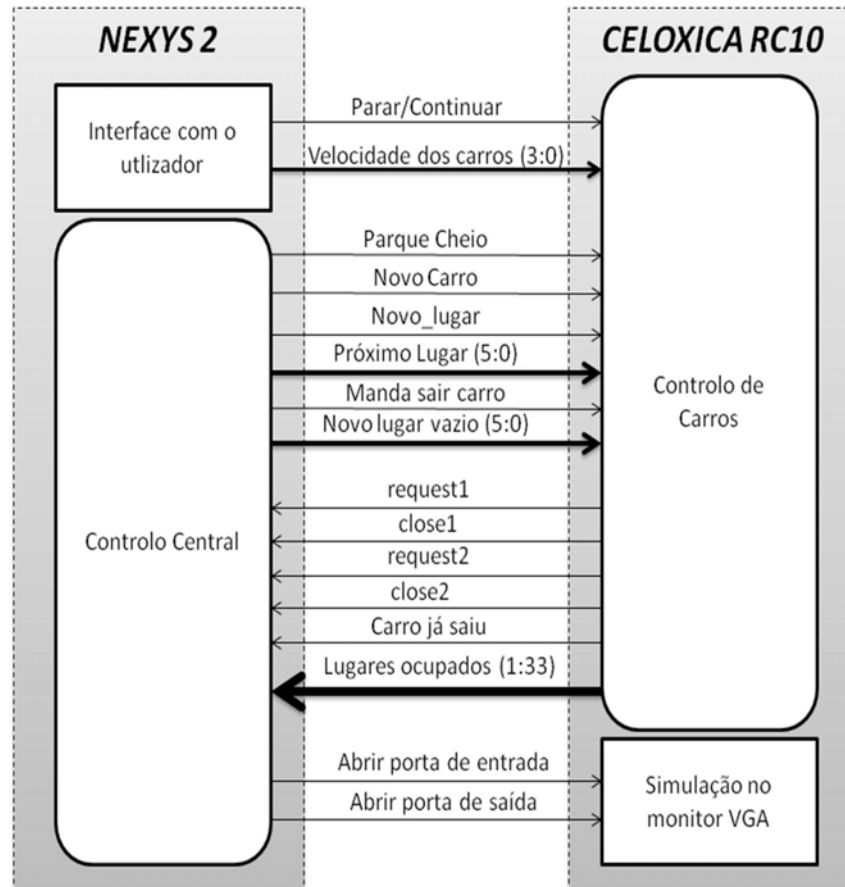 NEXYS 2
CELOXICA RC10
Interface com o
utlizador
Parar/Continuar
Velocidade dos carros (3:0)
Parque Cheio
Novo Carro
Novo_lugar
Próximo Lugar (5:0)
Manda sair carro
Novo lugar vazio (5:0)
Controlo de
Carros
Controlo Central
request1
close1
request2
close2
Carro já saiu
Lugares ocupados (1:33)
Abrir porta de entrada
Abrir porta de saída
Simulação no
monitor VGA